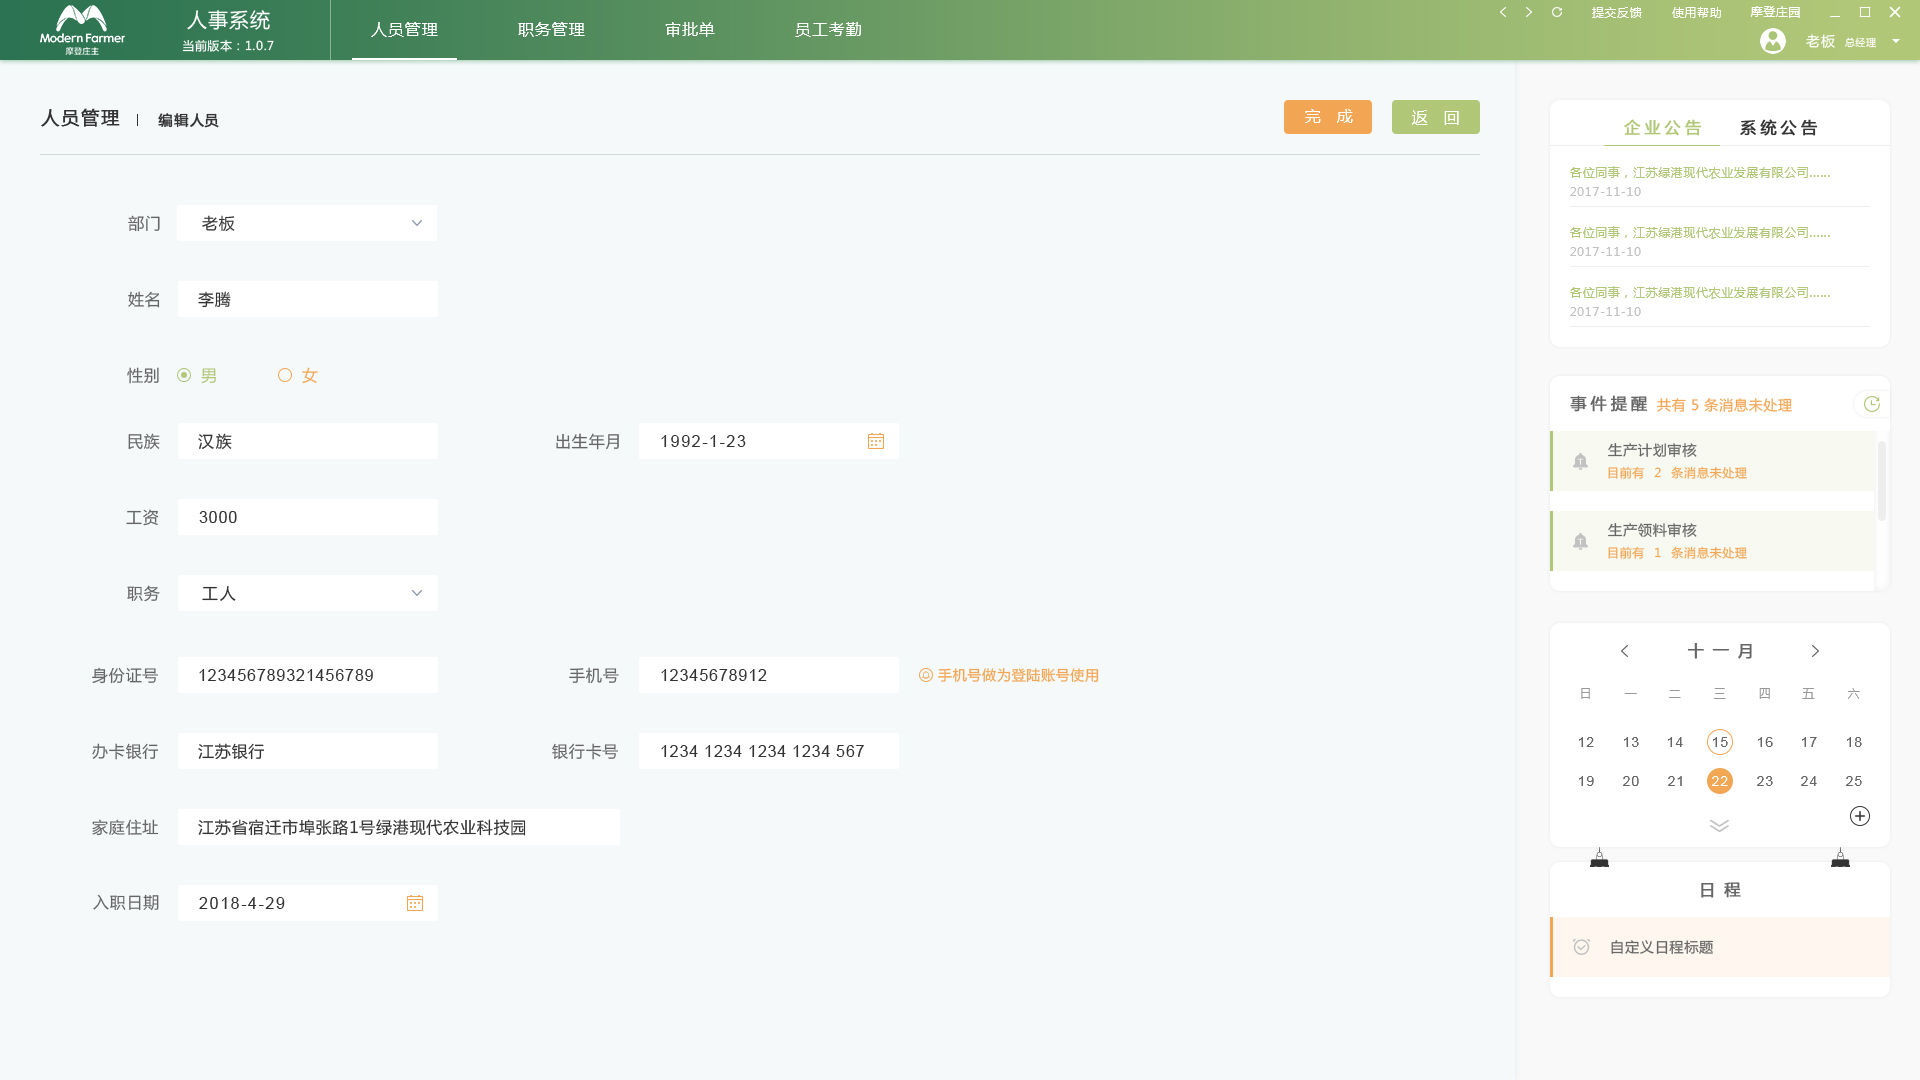 Modern Farmer
摩登庄主
人事系统
当前版本：1.0.7
人员管理
职务管理
审批单
员工考勤
提交反馈
使用帮助
摩登庄园
老板 总经理
人员管理 | 编辑人员
完 成
返 回
部门 老板
姓名 李腾
性别 男 女
民族 汉族 出生年月 1992-1-23
工资 3000
职务 工人
身份证号 123456789321456789 手机号 12345678912 手机号做为登陆账号使用
办卡银行 江苏银行 银行卡号 1234 1234 1234 1234 567
家庭住址 江苏省宿迁市埠张路1号绿港现代农业科技园
入职日期 2018-4-29
企业公告 系统公告
各位同事，江苏绿港现代农业发展有限公司......
2017-11-10
各位同事，江苏绿港现代农业发展有限公司......
2017-11-10
各位同事，江苏绿港现代农业发展有限公司......
2017-11-10
事件提醒 共有 5 条消息未处理
生产计划审核
目前有 2 条消息未处理
生产领料审核
目前有 1 条消息未处理
十一月
日 一 二 三 四 五 六
12 13 14 15 16 17 18
19 20 21 22 23 24 25
日 程
自定义日程标题